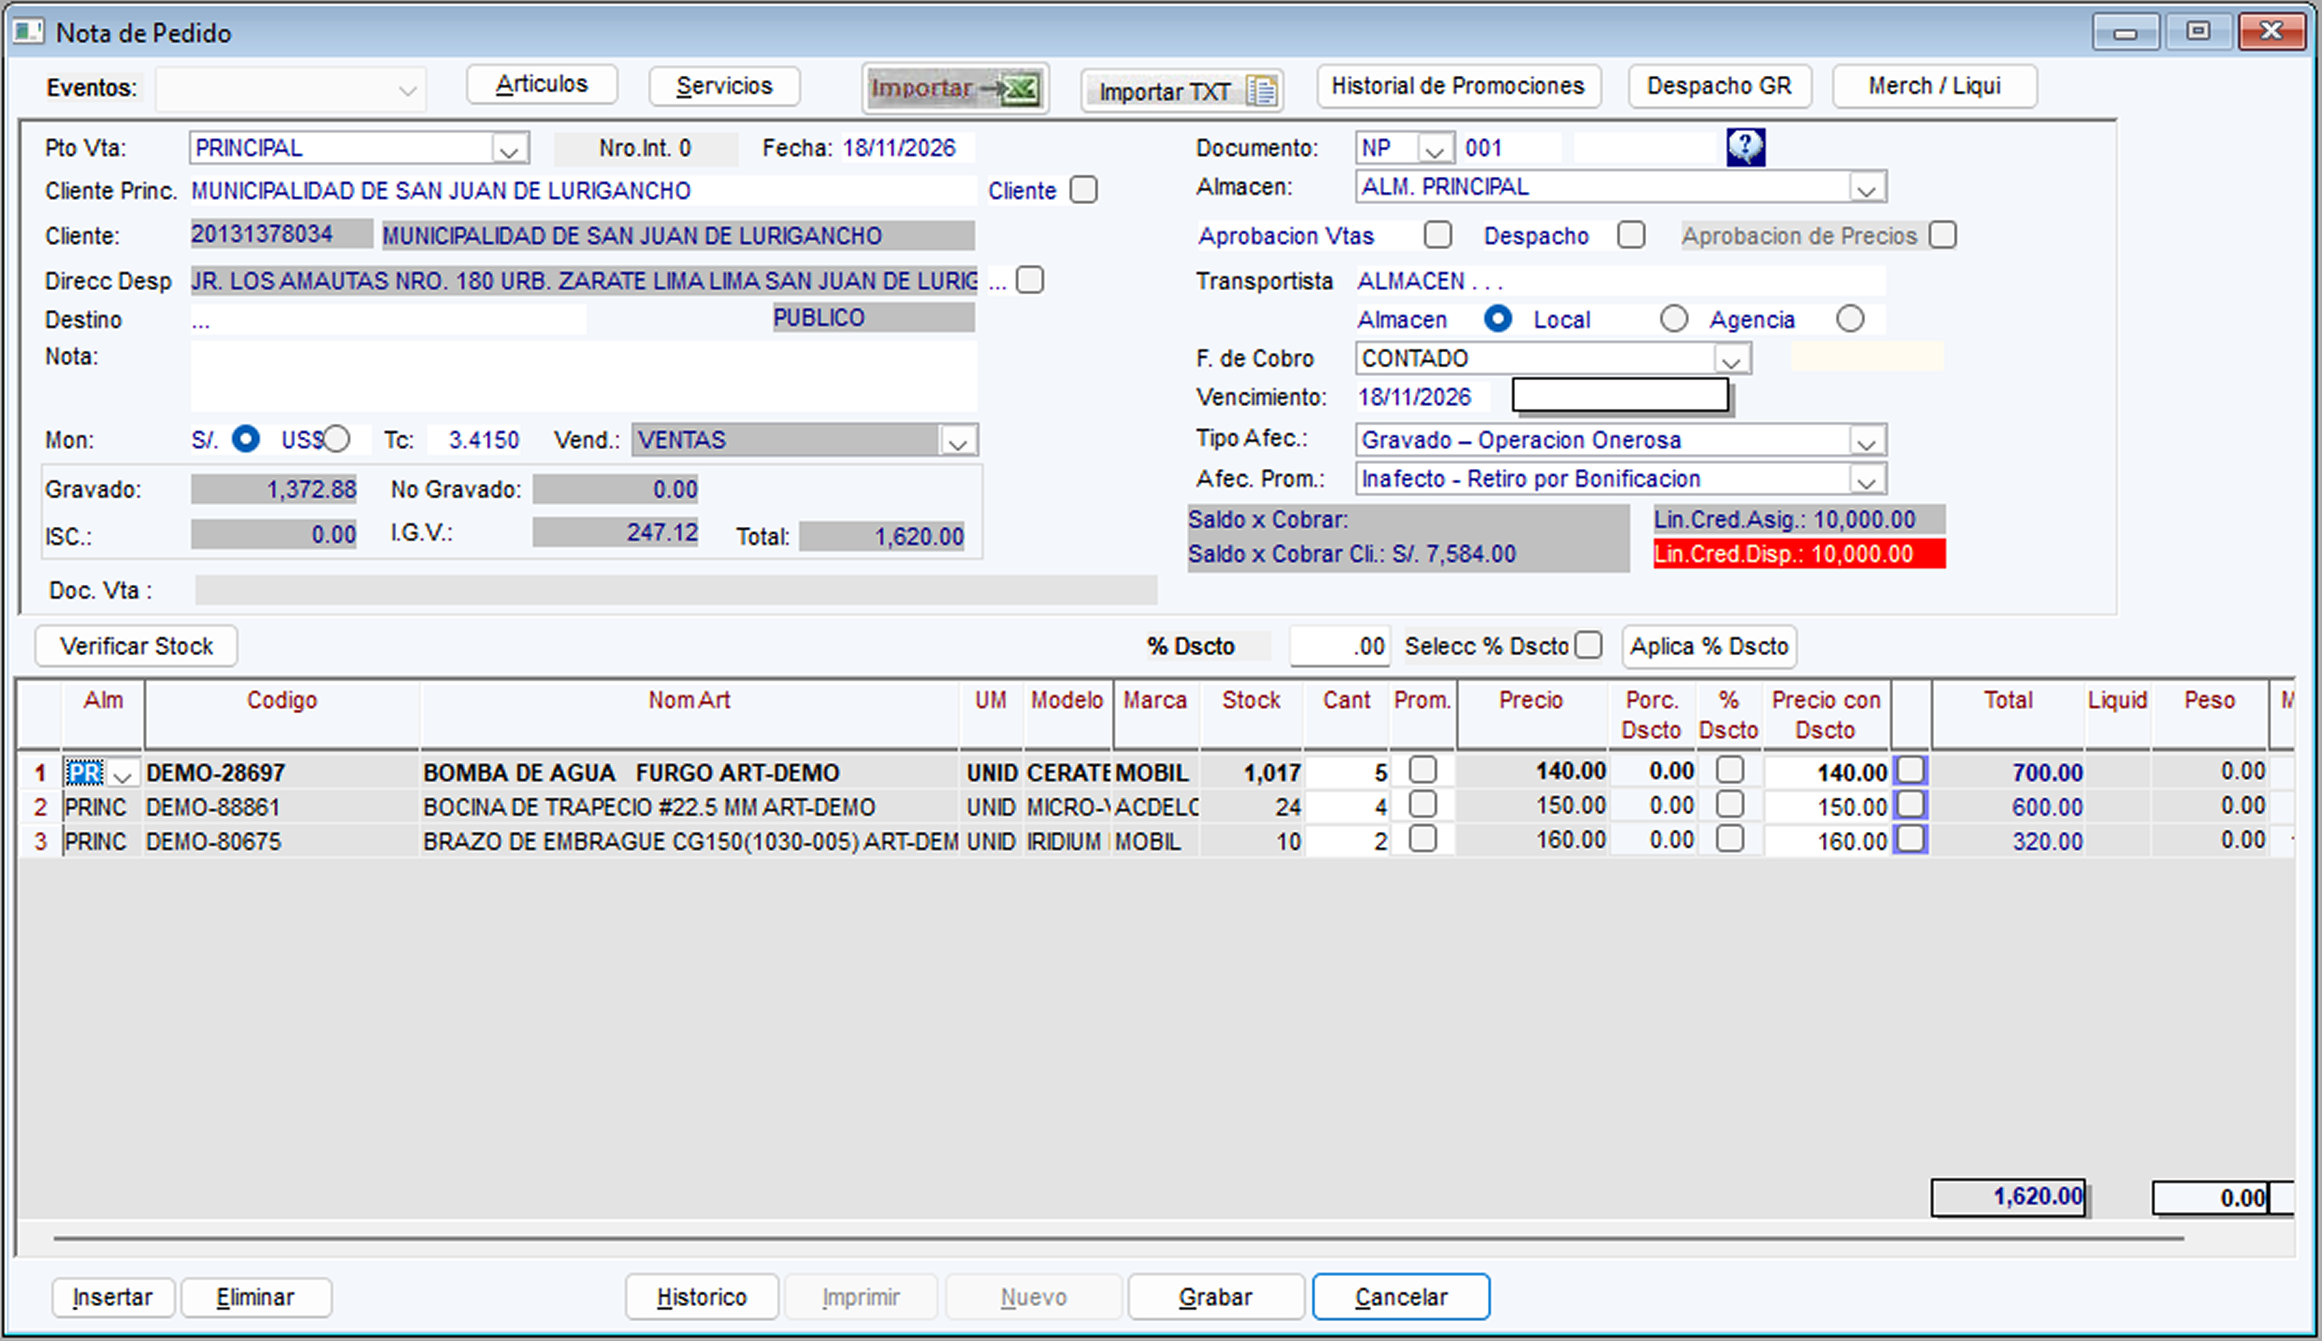 Nota de Pedido
Eventos: Articulos Servicios Importar Importar TXT Historial de Promociones Despacho GR Merch / Liqui
Pto Vta: PRINCIPAL Nro.Int. 0 Fecha: 18/11/2026 Documento: NP 001
Cliente Princ. MUNICIPALIDAD DE SAN JUAN DE LURIGANCHO Cliente Almacen: ALM. PRINCIPAL
Cliente: 20131378034 MUNICIPALIDAD DE SAN JUAN DE LURIGANCHO Aprobacion Vtas Despacho Aprobacion de Precios
Direcc Desp JR. LOS AMAUTAS NRO. 180 URB. ZARATE LIMA LIMA SAN JUAN DE LURIG ... Transportista ALMACEN . . .
Destino ... PUBLICO Almacen Local Agencia
Nota: F. de Cobro CONTADO
Vencimiento: 18/11/2026
Mon: S/. US$ Tc: 3.4150 Vend.: VENTAS Tipo Afec.: Gravado – Operacion Onerosa
Gravado: 1,372.88 No Gravado: 0.00 Afec. Prom.: Inafecto - Retiro por Bonificacion
ISC.: 0.00 I.G.V.: 247.12 Total: 1,620.00 Saldo x Cobrar: Lin.Cred.Asig.: 10,000.00
Saldo x Cobrar Cli.: S/. 7,584.00 Lin.Cred.Disp.: 10,000.00
Doc. Vta :
Verificar Stock % Dscto .00 Selecc % Dscto Aplica % Dscto
Alm Codigo NomArt UM Modelo Marca Stock Cant Prom. Precio Porc. Dscto % Dscto Precio con Dscto Total Liquid Peso M
1 PR DEMO-28697 BOMBA DE AGUA FURGO ART-DEMO UNID CERATE MOBIL 1,017 5 140.00 0.00 140.00 700.00 0.00
2 PRINC DEMO-88861 BOCINA DE TRAPECIO #22.5 MM ART-DEMO UNID MICRO-V ACDELC 24 4 150.00 0.00 150.00 600.00 0.00
3 PRINC DEMO-80675 BRAZO DE EMBRAGUE CG150(1030-005) ART-DEM UNID IRIDIUM MOBIL 10 2 160.00 0.00 160.00 320.00 0.00
1,620.00 0.00
Insertar Eliminar Historico Imprimir Nuevo Grabar Cancelar